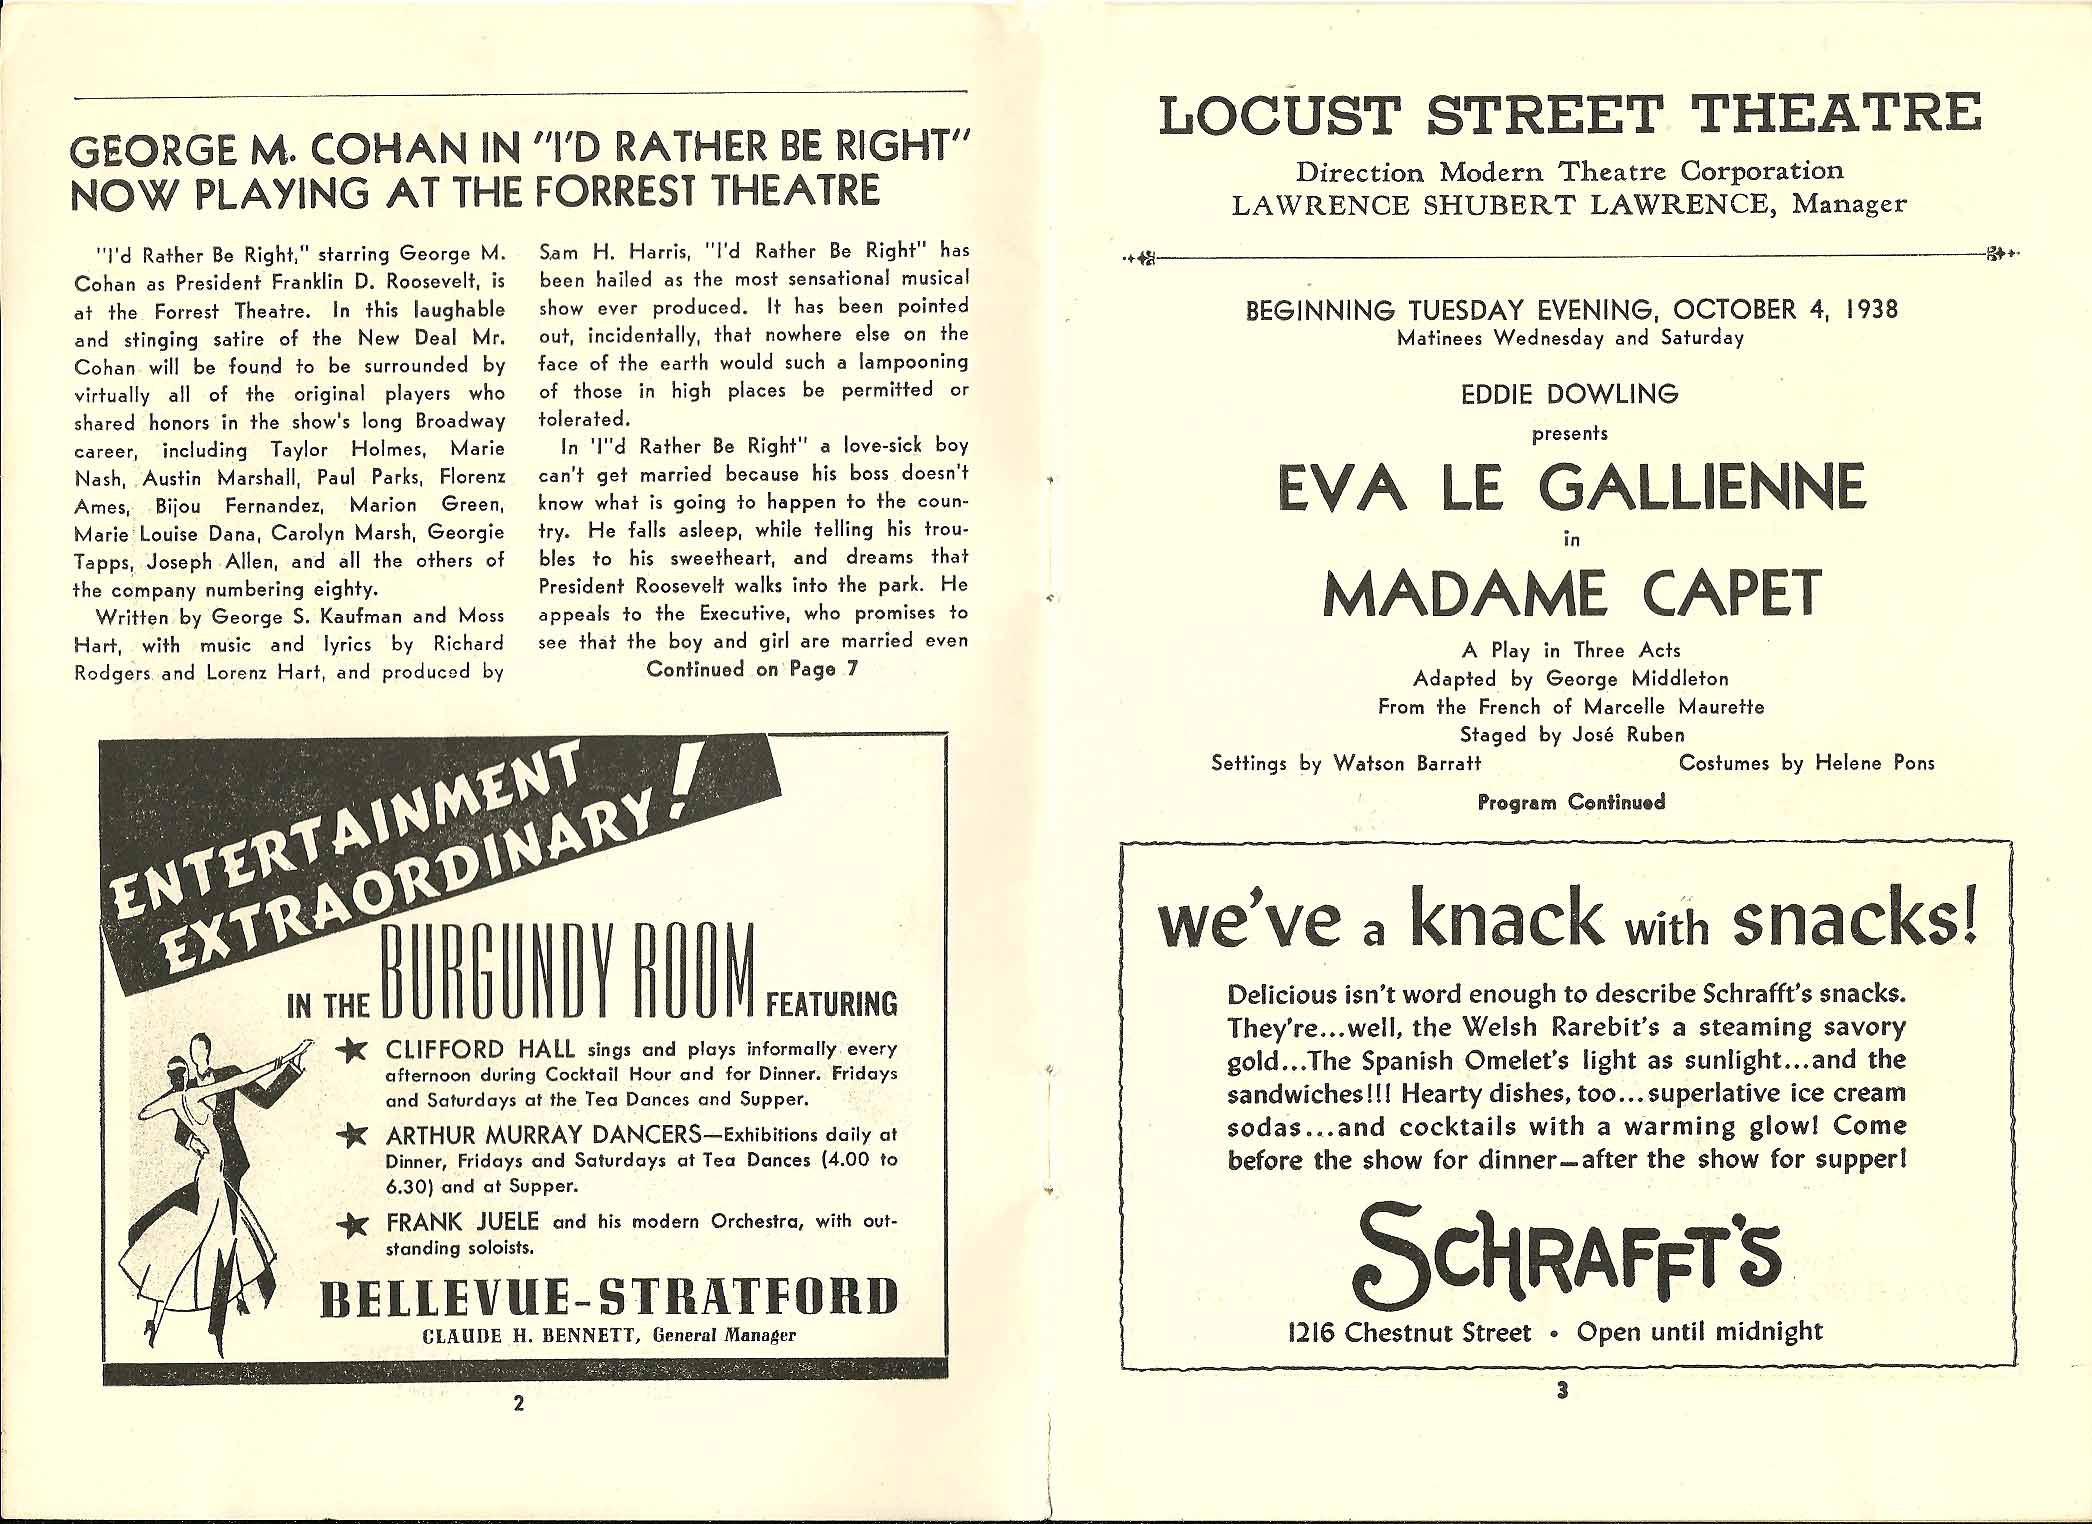 GEORGE M. COHAN IN "I'D RATHER BE RIGHT"
NOW PLAYING AT THE FORREST THEATRE
"I'd Rather Be Right," starring George M.
Cohan as President Franklin D. Roosevelt, is
at the Forrest Theatre. In this laughable
and stinging satire of the New Deal Mr.
Cohan will be found to be surrounded by
virtually all of the original players who
shared honors in the show's long Broadway
career, including Taylor Holmes, Marie
Nash, Austin Marshall, Paul Parks, Florenz
Ames, Bijou Fernandez, Marion Green,
Marie Louise Dana, Carolyn Marsh, Georgie
Tapps, Joseph Allen, and all the others of
the company numbering eighty.
Written by George S. Kaufman and Moss
Hart, with music and lyrics by Richard
Rodgers and Lorenz Hart, and produced by
Sam H. Harris, "I'd Rather Be Right" has
been hailed as the most sensational musical
show ever produced. It has been pointed
out, incidentally, that nowhere else on the
face of the earth would such a lampooning
of those in high places be permitted or
tolerated.
In 'I"d Rather Be Right" a love-sick boy
can't get married because his boss doesn't
know what is going to happen to the coun-
try. He falls asleep, while telling his trou-
bles to his sweetheart, and dreams that
President Roosevelt walks into the park. He
appeals to the Executive, who promises to
see that the boy and girl are married even
Continued on Page 7
ENTERTAINMENT
EXTRAORDINARY!
IN THE BURGUNDY ROOM FEATURING
CLIFFORD HALL sings and plays informally every
afternoon during Cocktail Hour and for Dinner. Fridays
and Saturdays at the Tea Dances and Supper.
ARTHUR MURRAY DANCERS—Exhibitions daily at
Dinner, Fridays and Saturdays at Tea Dances (4.00 to
6.30) and at Supper.
FRANK JUELE and his modern Orchestra, with out-
standing soloists.
BELLEVUE-STRATFORD
CLAUDE H. BENNETT, General Manager
2
LOCUST STREET THEATRE
Direction Modern Theatre Corporation
LAWRENCE SHUBERT LAWRENCE, Manager
BEGINNING TUESDAY EVENING, OCTOBER 4, 1938
Matinees Wednesday and Saturday
EDDIE DOWLING
presents
EVA LE GALLIENNE
in
MADAME CAPET
A Play in Three Acts
Adapted by George Middleton
From the French of Marcelle Maurette
Staged by José Ruben
Settings by Watson Barratt Costumes by Helene Pons
Program Continued
we've a knack with snacks!
Delicious isn't word enough to describe Schrafft's snacks.
They're...well, the Welsh Rarebit's a steaming savory
gold...The Spanish Omelet's light as sunlight...and the
sandwiches!!! Hearty dishes, too...superlative ice cream
sodas...and cocktails with a warming glow! Come
before the show for dinner—after the show for supper!
SCHRAFFT'S
1216 Chestnut Street • Open until midnight
3